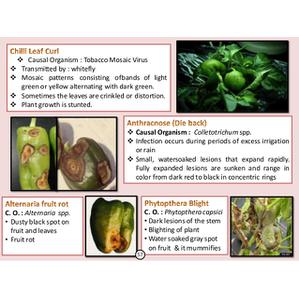 Chilli Leaf Curl
❖ Causal Organism : Tobacco Mosaic Virus
❖ Transmitted by : whitefly
❖ Mosaic patterns consisting ofbands of light
green or yellow alternating with dark green.
❖ Sometimes the leaves are crinkled or distortion.
❖ Plant growth is stunted.
Anthracnose (Die back)
❖ Causal Organism : Colletotrichum spp.
❖ Infection occurs during periods of excess irrigation
or rain
❖ Small, watersoaked lesions that expand rapidly.
Fully expanded lesions are sunken and range in
color from dark red to black in concentric rings
Alternaria fruit rot
C. O. : Alternaria spp.
• Dusty black spot on
fruit and leaves
• Fruit rot
Phytopthera Blight
C. O. : Phytopthera capsici
• Dark lesions of the stem
• Blighting of plant
• Water soaked gray spot
on fruit & it mummifies